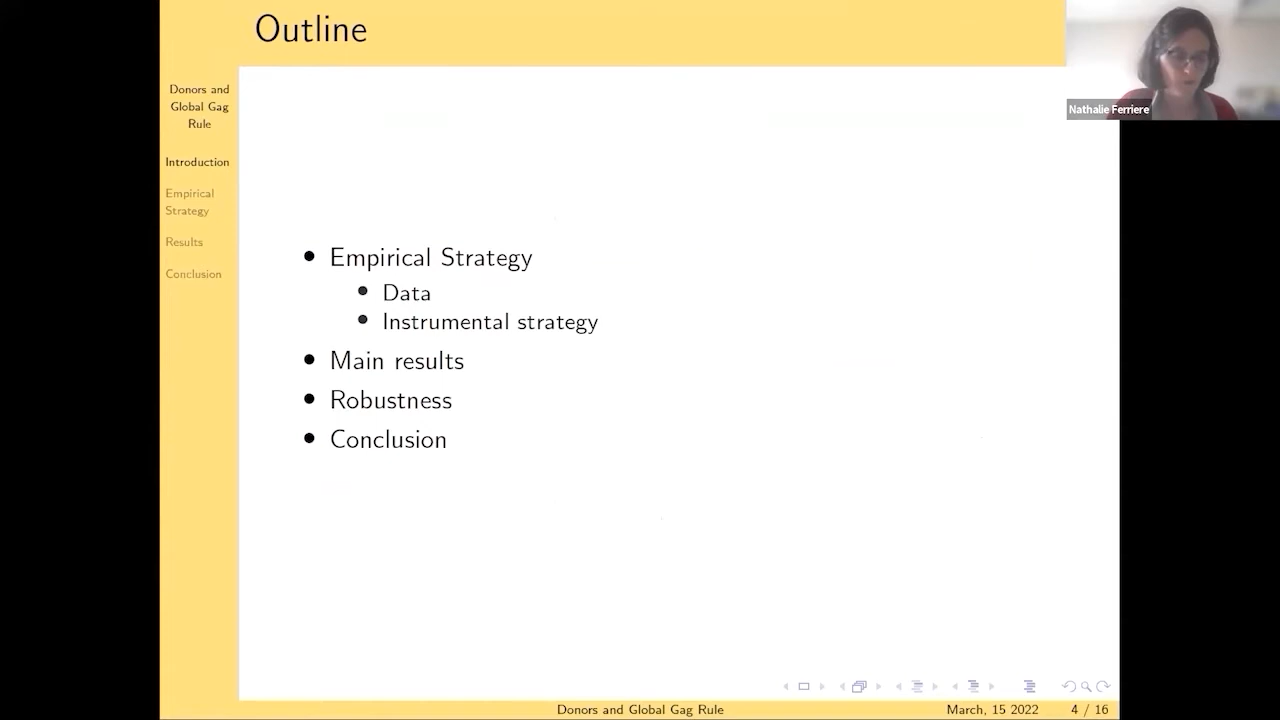 Outline
Nathalie Ferriere
Donors and
Global Gag
Rule
Introduction
Empirical
Strategy
Results
Conclusion
Empirical Strategy
Data
Instrumental strategy
Main results
Robustness
Conclusion
Donors and Global Gag Rule
March, 15 2022
4 / 16